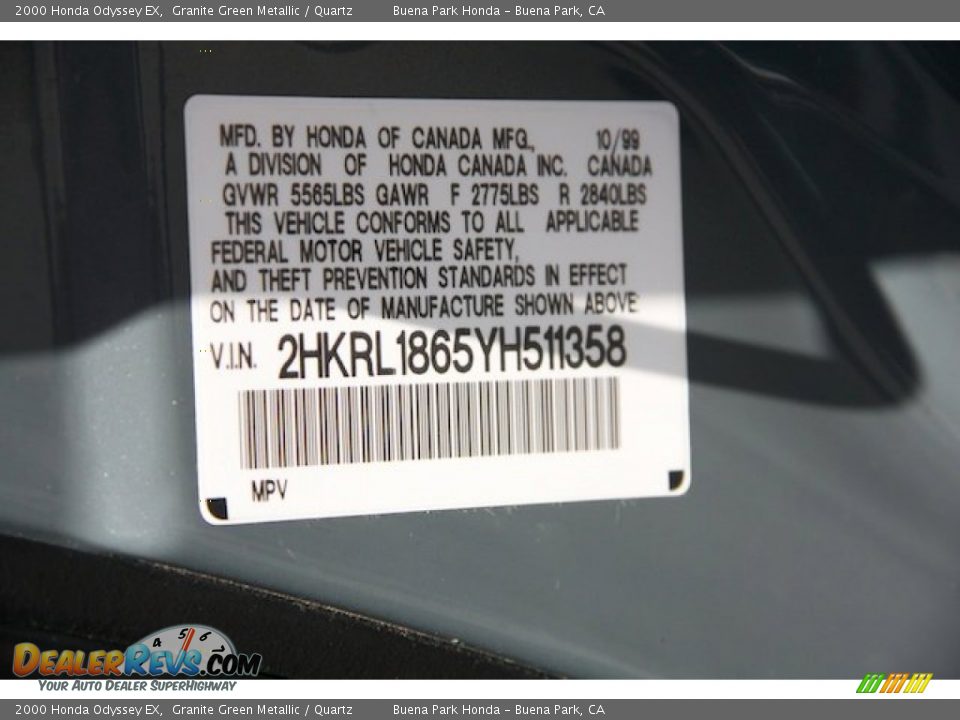 2000 Honda Odyssey EX, Granite Green Metallic / Quartz Buena Park Honda - Buena Park, CA
MFD. BY HONDA OF CANADA MFG., 10/99
A DIVISION OF HONDA CANADA INC. CANADA
GVWR 5565LBS GAWR F 2775LBS R 2840LBS
THIS VEHICLE CONFORMS TO ALL APPLICABLE
FEDERAL MOTOR VEHICLE SAFETY,
AND THEFT PREVENTION STANDARDS IN EFFECT
ON THE DATE OF MANUFACTURE SHOWN ABOVE
V.I.N. 2HKRL1865YH511358
MPV
4 5 6
DEALERREVS.COM
YOUR AUTO DEALER SUPERHIGHWAY
2000 Honda Odyssey EX, Granite Green Metallic / Quartz Buena Park Honda - Buena Park, CA